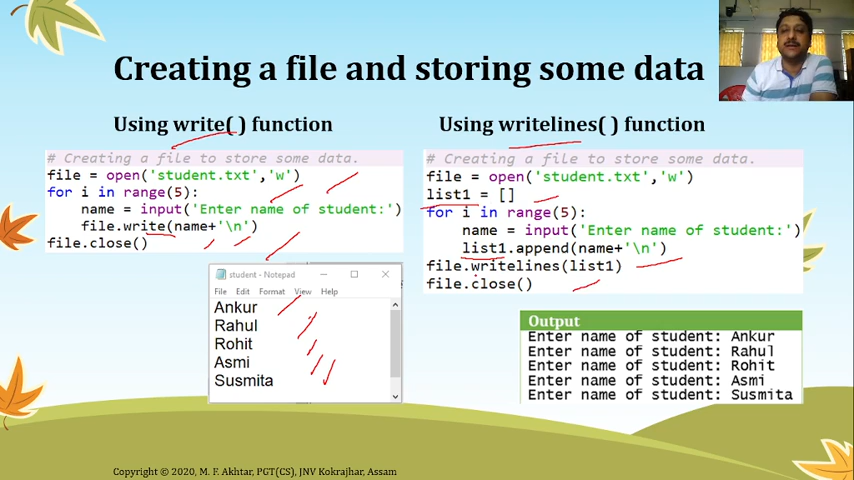 Creating a file and storing some data
Using write( ) function
# Creating a file to store some data.
file = open('student.txt','w')
for i in range(5):
    name = input('Enter name of student:')
    file.write(name+'\n')
file.close()
student - Notepad
File Edit Format View Help
Ankur
Rahul
Rohit
Asmi
Susmita
Using writelines( ) function
# Creating a file to store some data.
file = open('student.txt','w')
list1 = []
for i in range(5):
    name = input('Enter name of student:')
    list1.append(name+'\n')
file.writelines(list1)
file.close()
Output
Enter name of student: Ankur
Enter name of student: Rahul
Enter name of student: Rohit
Enter name of student: Asmi
Enter name of student: Susmita
Copyright © 2020, M. F. Akhtar, PGT(CS), JNV Kokrajhar, Assam